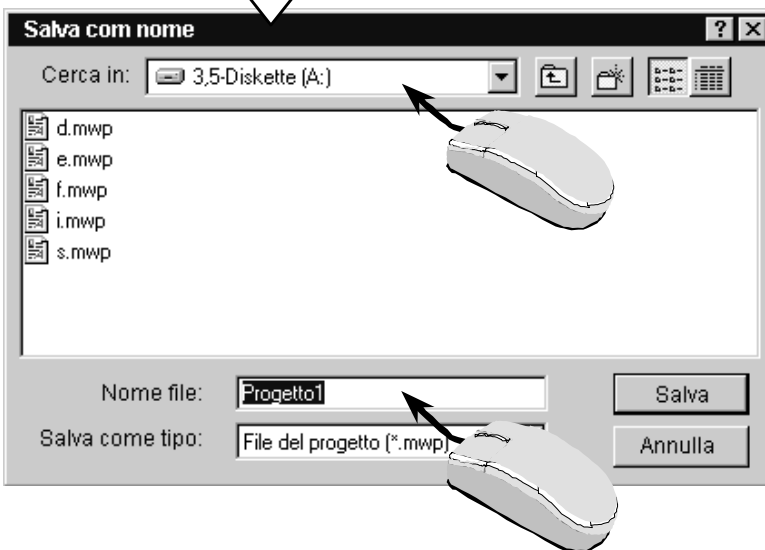 Salva com nome
Cerca in: 3,5-Diskette (A:)
d.mwp
e.mwp
f.mwp
i.mwp
s.mwp
Nome file: Progetto1 Salva
Salva come tipo: File del progetto (*.mwp) Annulla